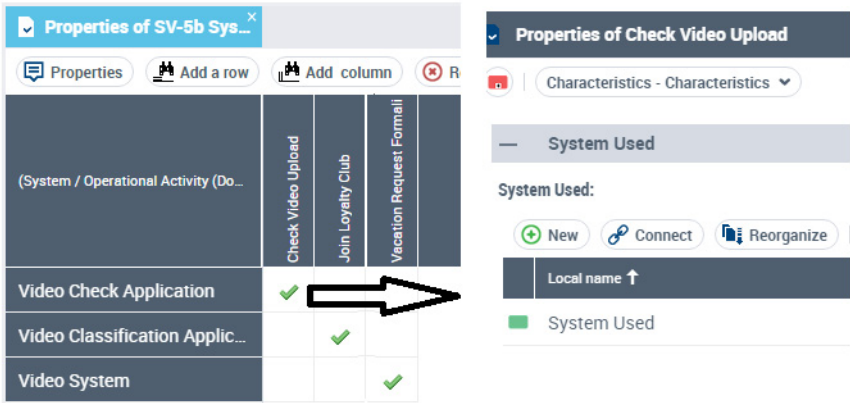 Properties of SV-5b Sys...
Properties
Add a row
Add column
R
(System / Operational Activity (Do...
Check Video Upload
Join Loyalty Club
Vacation Request Formali
Video Check Application
Video Classification Applic...
Video System
Properties of Check Video Upload
Characteristics - Characteristics
System Used
System Used:
New
Connect
Reorganize
Local name
System Used